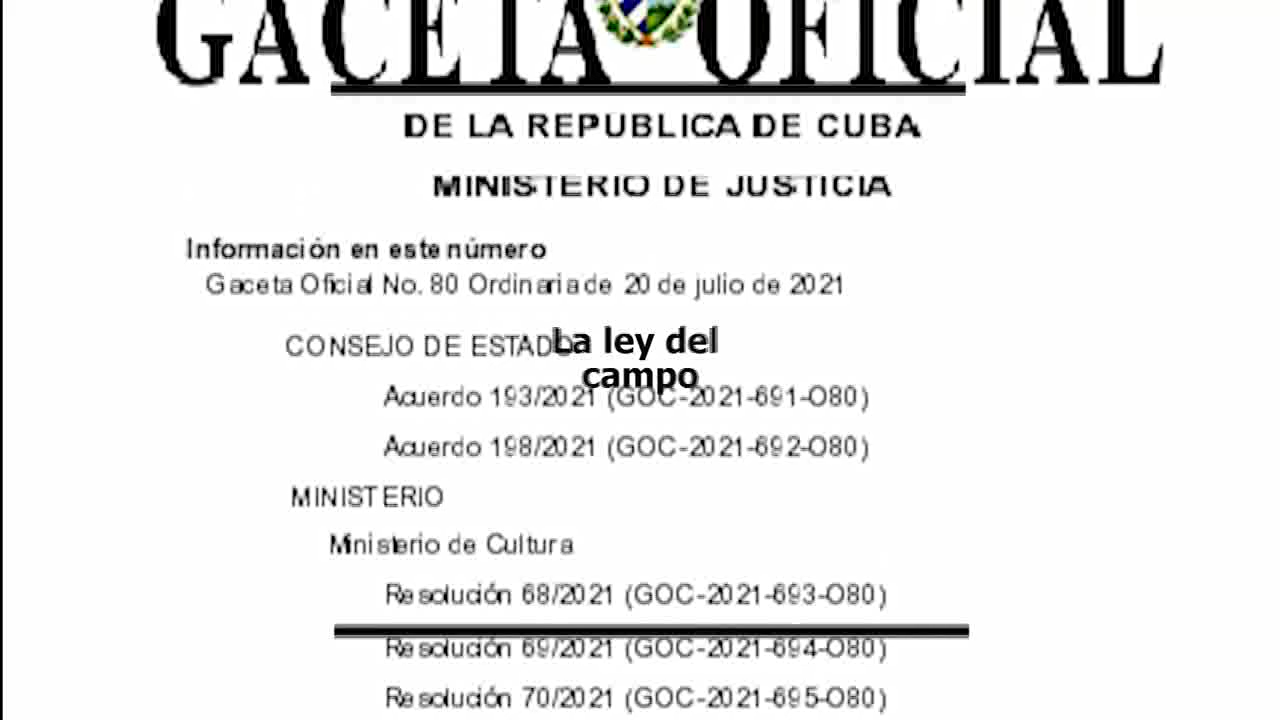 GACETA OFICIAL
DE LA REPUBLICA DE CUBA
MINISTERIO DE JUSTICIA
Información en este número
Gaceta Oficial No. 80 Ordinaria de 20 de julio de 2021
CONSEJO DE ESTADO
La ley del
campo
Acuerdo 193/2021 (GOC-2021-691-O80)
Acuerdo 198/2021 (GOC-2021-692-O80)
MINISTERIO
Ministerio de Cultura
Resolución 68/2021 (GOC-2021-693-O80)
Resolución 69/2021 (GOC-2021-694-O80)
Resolución 70/2021 (GOC-2021-695-O80)